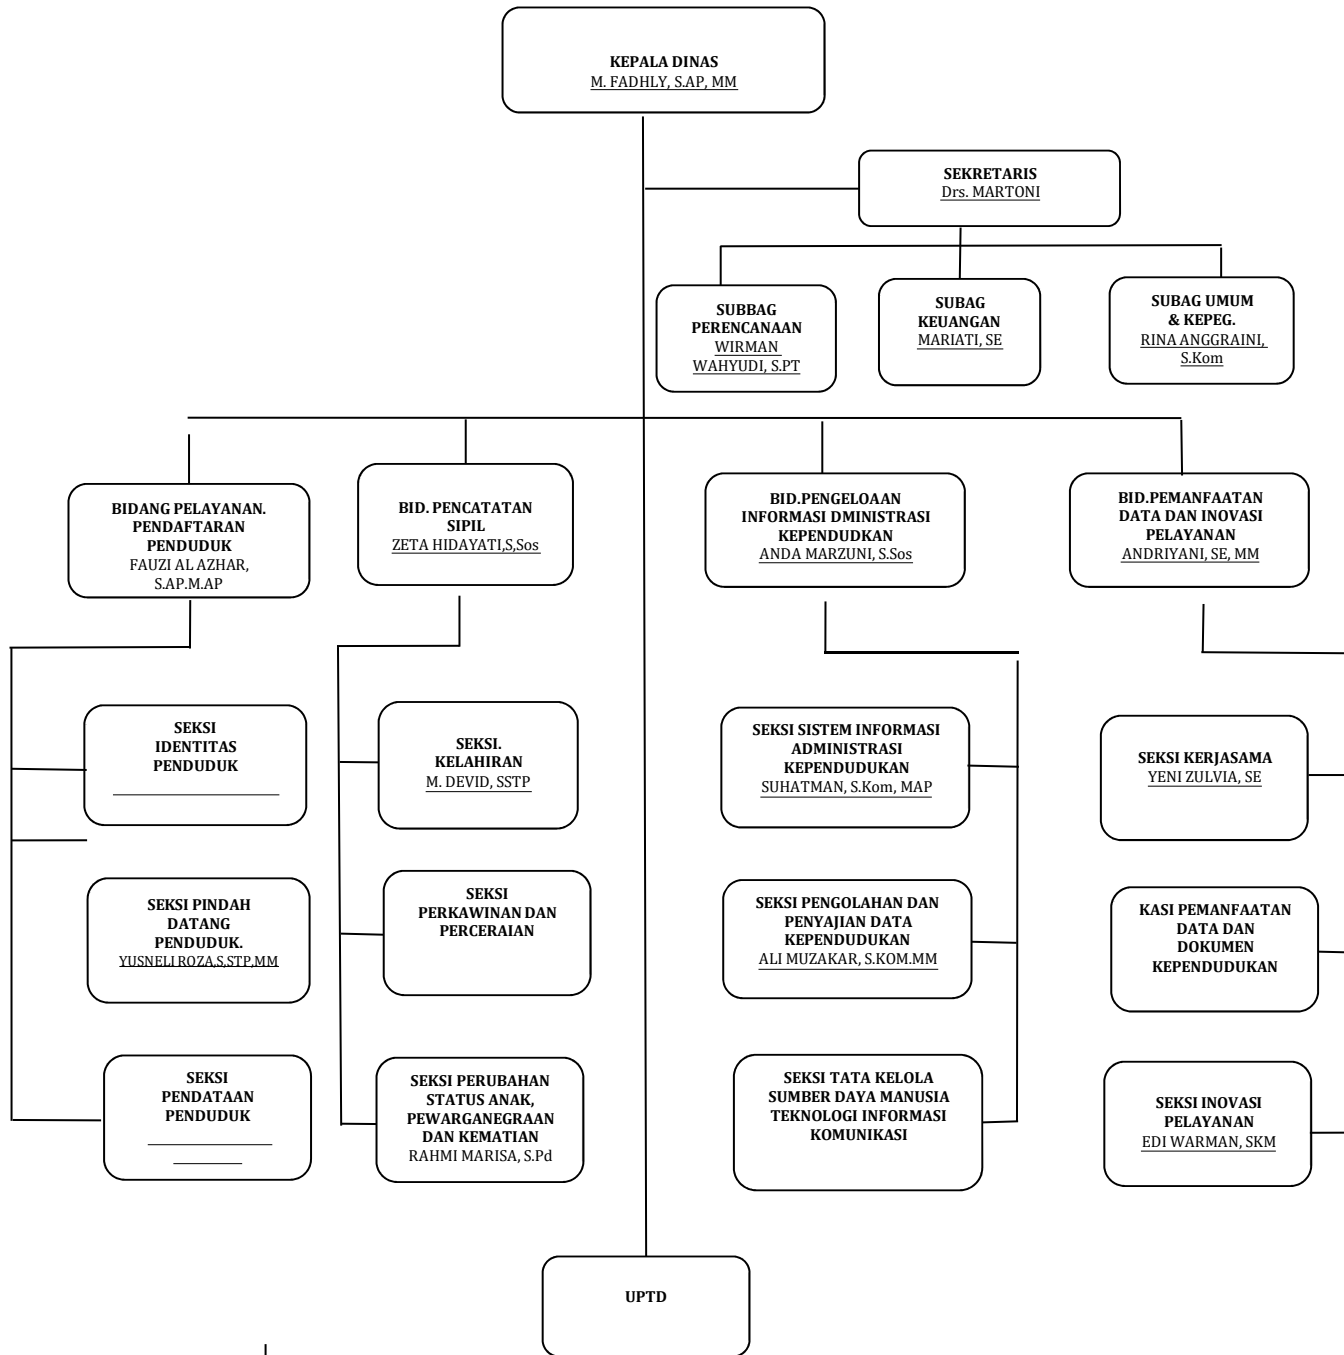 KEPALA DINAS
M. FADHLY, S.AP, MM
SEKRETARIS
Drs. MARTONI
SUBBAG
PERENCANAAN
WIRMAN
WAHYUDI, S.PT
SUBAG
KEUANGAN
MARIATI, SE
SUBAG UMUM
& KEPEG.
RINA ANGGRAINI,
S.Kom
BIDANG PELAYANAN.
PENDAFTARAN
PENDUDUK
FAUZI AL AZHAR,
S.AP.M.AP
BID. PENCATATAN
SIPIL
ZETA HIDAYATI,S,Sos
BID.PENGELOAAN
INFORMASI DMINISTRASI
KEPENDUDKAN
ANDA MARZUNI, S.Sos
BID.PEMANFAATAN
DATA DAN INOVASI
PELAYANAN
ANDRIYANI, SE, MM
SEKSI
IDENTITAS
PENDUDUK
SEKSI.
KELAHIRAN
M. DEVID, SSTP
SEKSI SISTEM INFORMASI
ADMINISTRASI
KEPENDUDUKAN
SUHATMAN, S.Kom, MAP
SEKSI KERJASAMA
YENI ZULVIA, SE
SEKSI PINDAH
DATANG
PENDUDUK.
YUSNELI ROZA,S,STP,MM
SEKSI
PERKAWINAN DAN
PERCERAIAN
SEKSI PENGOLAHAN DAN
PENYAJIAN DATA
KEPENDUDUKAN
ALI MUZAKAR, S.KOM.MM
KASI PEMANFAATAN
DATA DAN
DOKUMEN
KEPENDUDUKAN
SEKSI
PENDATAAN
PENDUDUK
SEKSI PERUBAHAN
STATUS ANAK,
PEWARGANEGRAAN
DAN KEMATIAN
RAHMI MARISA, S.Pd
SEKSI TATA KELOLA
SUMBER DAYA MANUSIA
TEKNOLOGI INFORMASI
KOMUNIKASI
SEKSI INOVASI
PELAYANAN
EDI WARMAN, SKM
UPTD